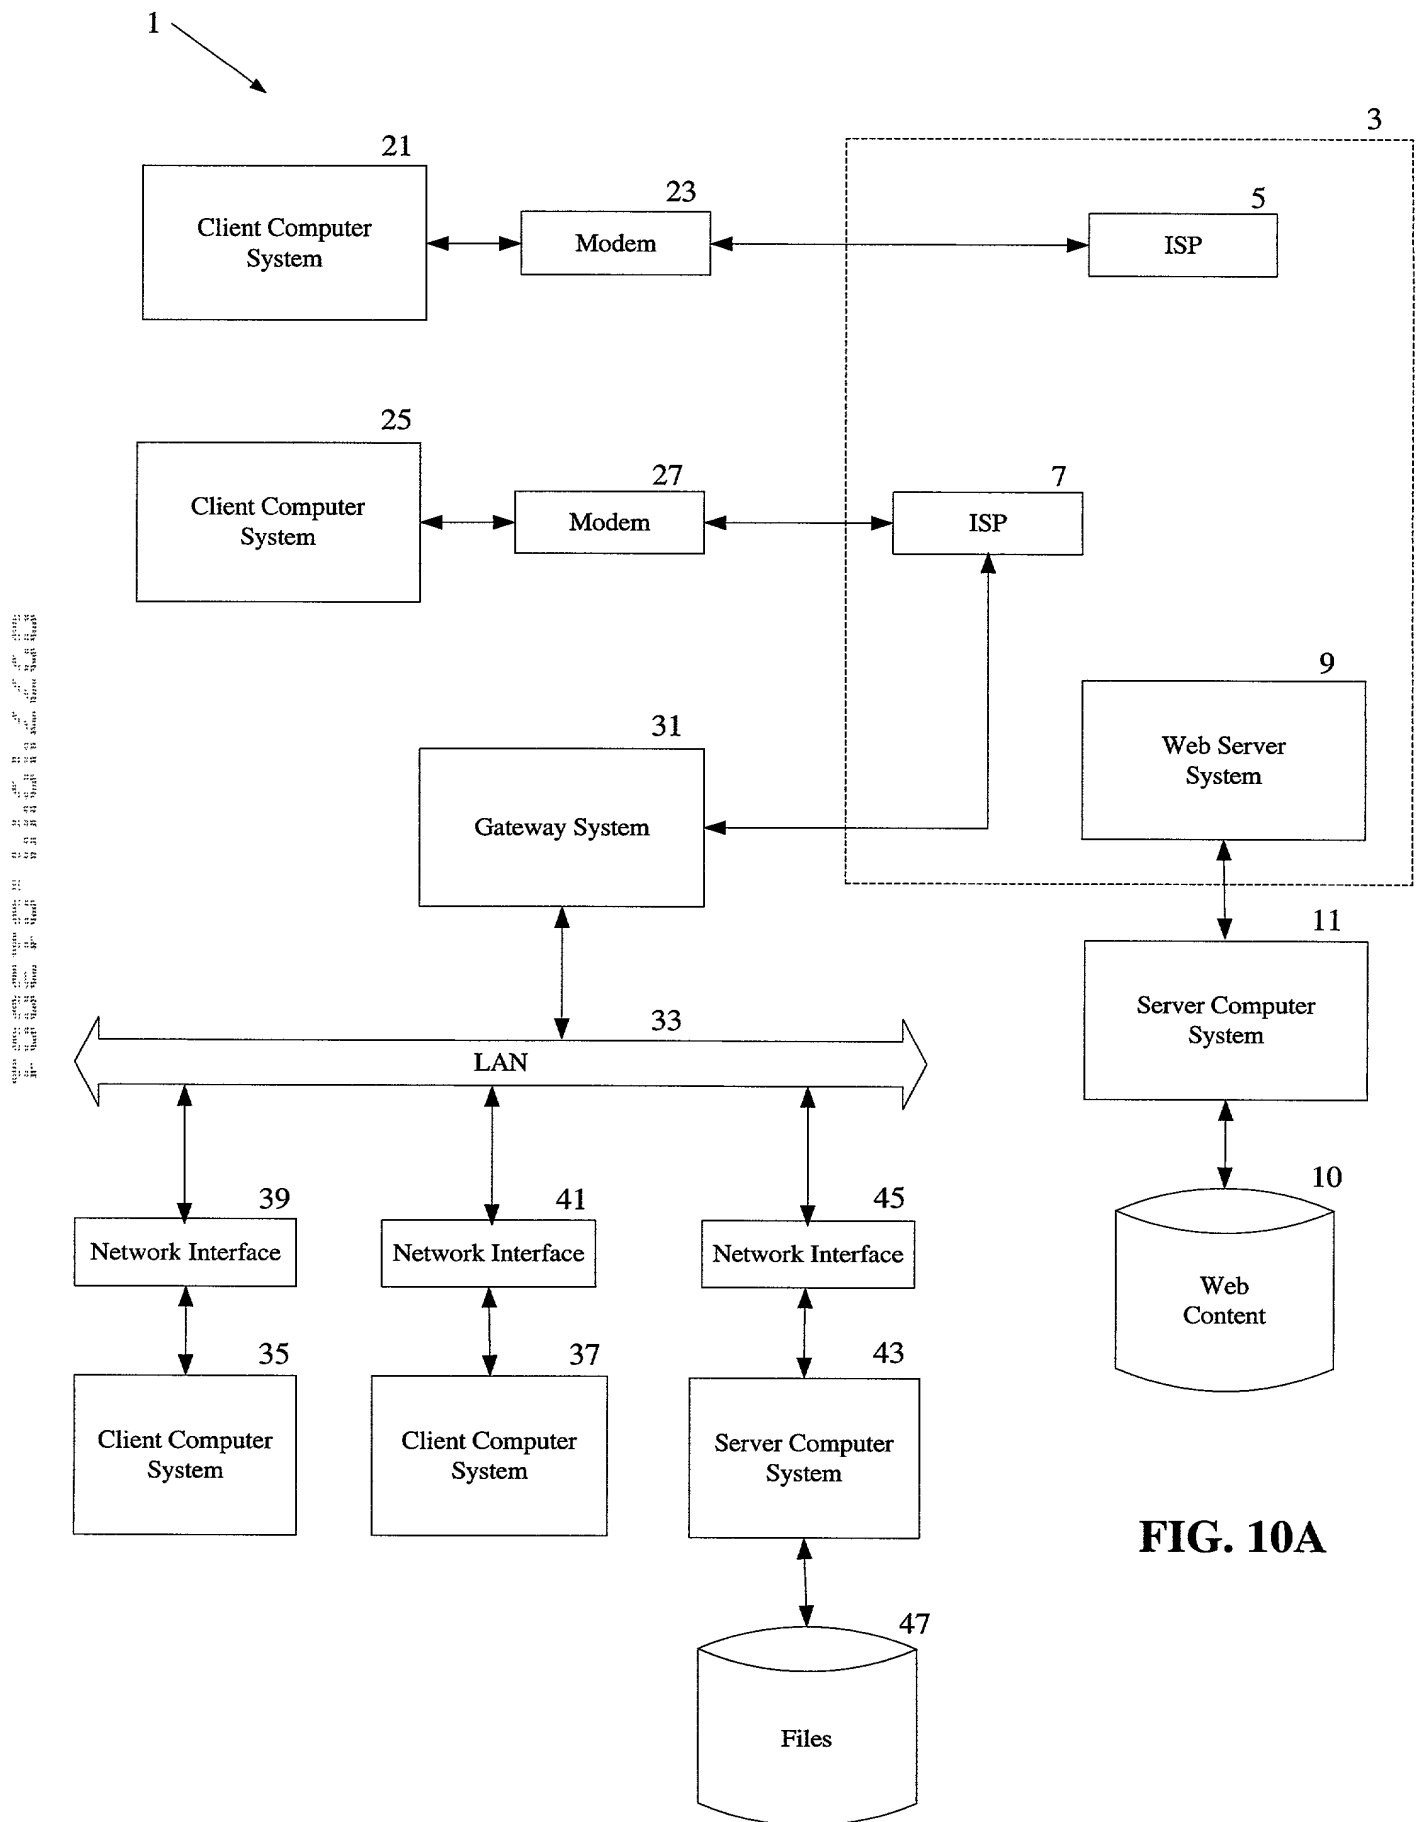 1
3
21
Client Computer
System
23
Modem
5
ISP
25
Client Computer
System
27
Modem
7
ISP
9
Web Server
System
31
Gateway System
11
Server Computer
System
33
LAN
10
Web
Content
39
Network Interface
41
Network Interface
45
Network Interface
35
Client Computer
System
37
Client Computer
System
43
Server Computer
System
FIG. 10A
47
Files